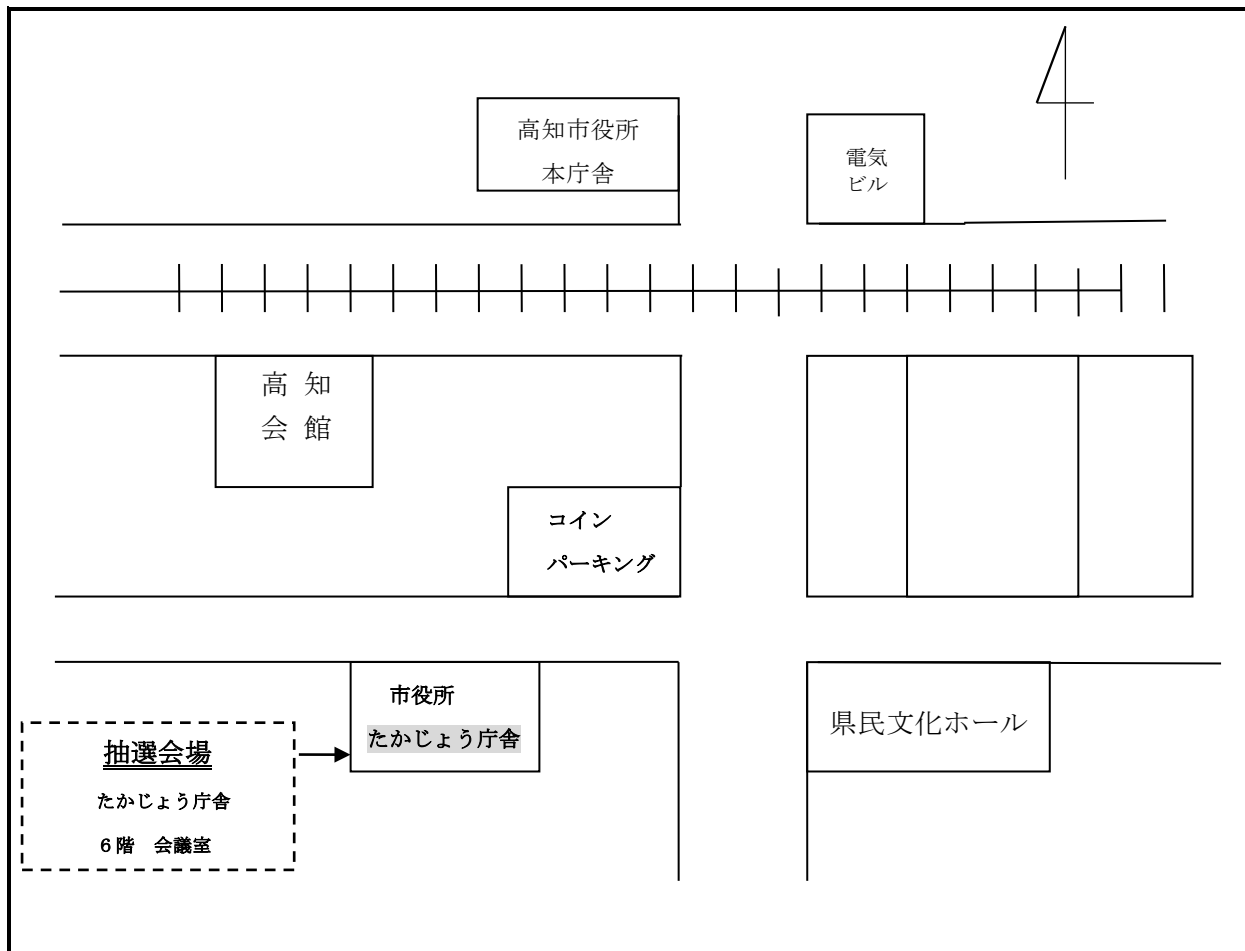 高知市役所
本庁舎
電気
ビル
高 知
会 館
コイン
パーキング
市役所
たかじょう庁舎
県民文化ホール
抽選会場
たかじょう庁舎
６階　会議室